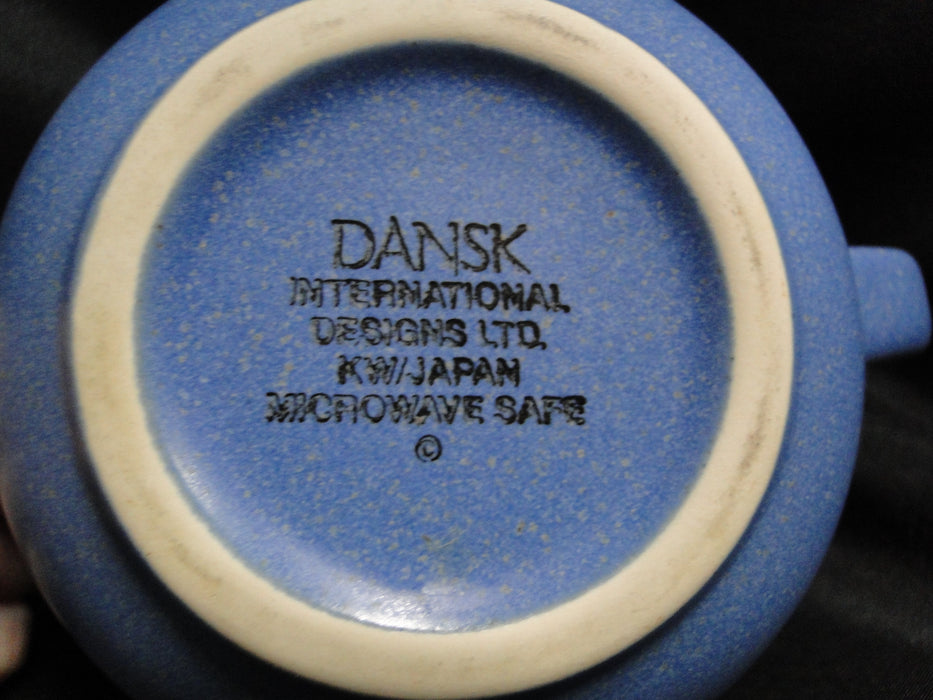 DANSK
INTERNATIONAL
DESIGNS LTD.
KW/JAPAN
MICROWAVE SAFE
©